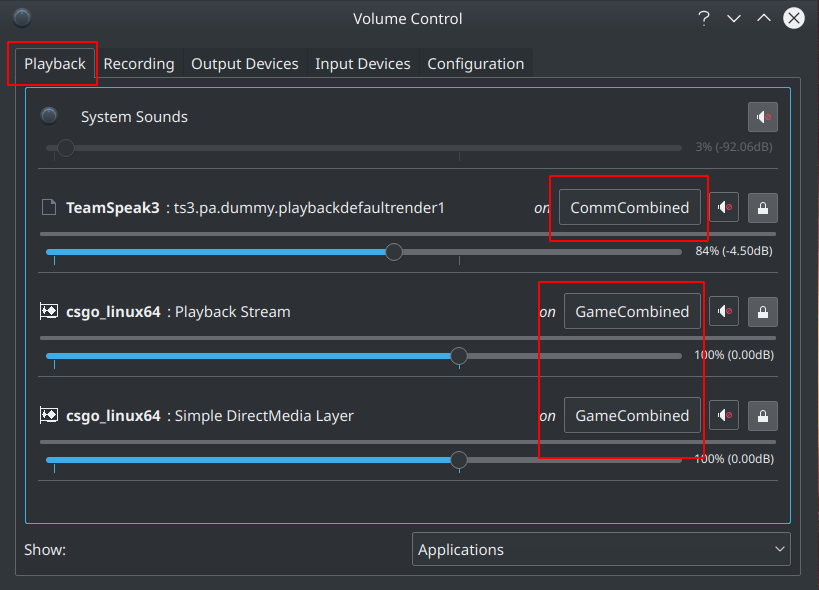 Volume Control
?
Playback Recording Output Devices Input Devices Configuration
System Sounds
3% (-92.06dB)
TeamSpeak3 : ts3.pa.dummy.playbackdefaultrender1 on CommCombined
84% (-4.50dB)
csgo_linux64 : Playback Stream on GameCombined
100% (0.00dB)
csgo_linux64 : Simple DirectMedia Layer on GameCombined
100% (0.00dB)
Show: Applications